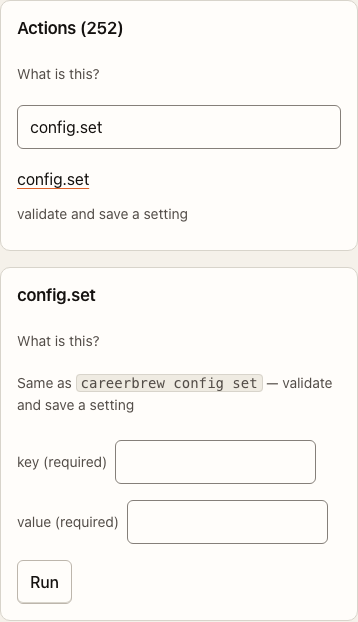 Actions (252)
What is this?
config.set
config.set
validate and save a setting
config.set
What is this?
Same as careerbrew config set — validate
and save a setting
key (required)
value (required)
Run